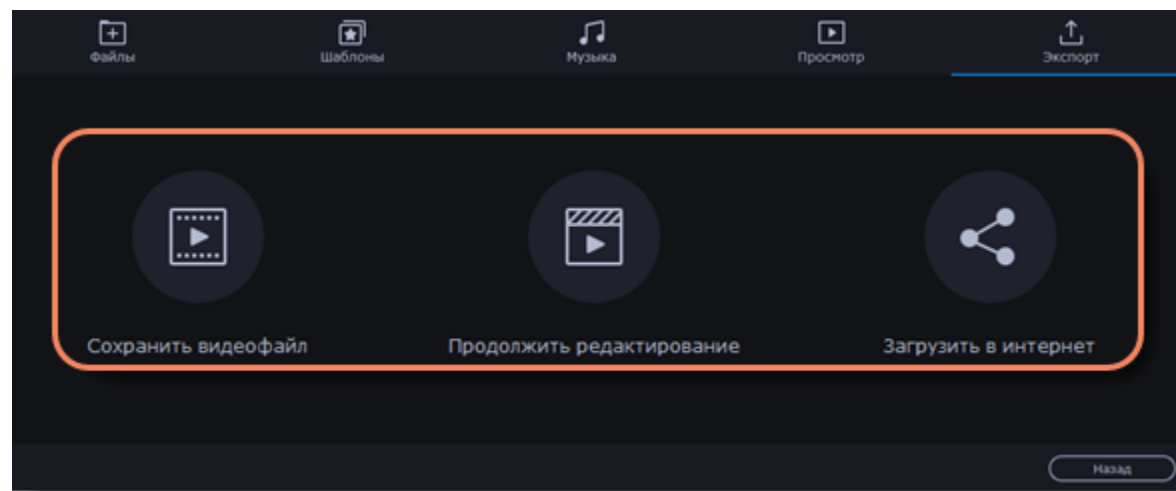 Файлы
Шаблоны
Музыка
Просмотр
Экспорт
Сохранить видеофайл
Продолжить редактирование
Загрузить в интернет
Назад